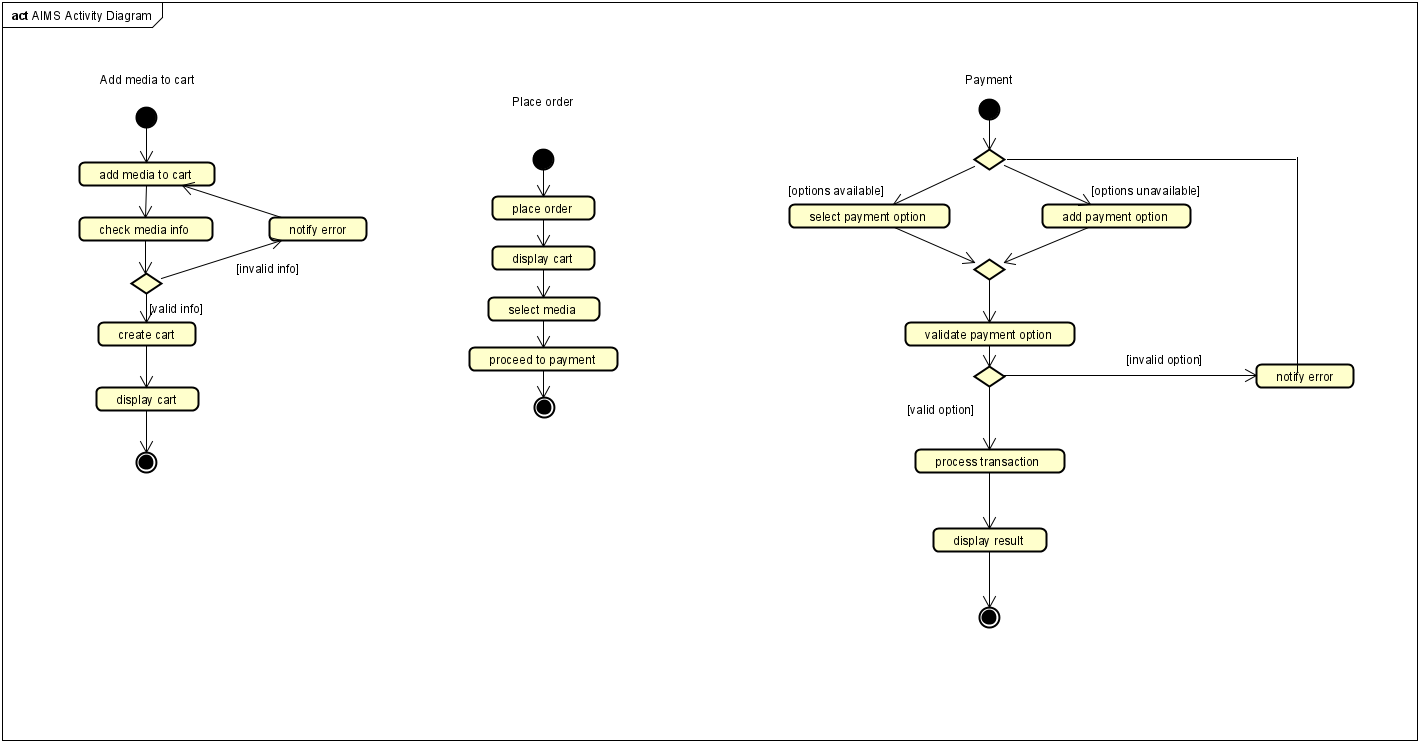 act AIMS Activity Diagram
Add media to cart
add media to cart
check media info
notify error
[invalid info]
[valid info]
create cart
display cart
Place order
place order
display cart
select media
proceed to payment
Payment
[options available]
[options unavailable]
select payment option
add payment option
validate payment option
[invalid option]
notify error
[valid option]
process transaction
display result